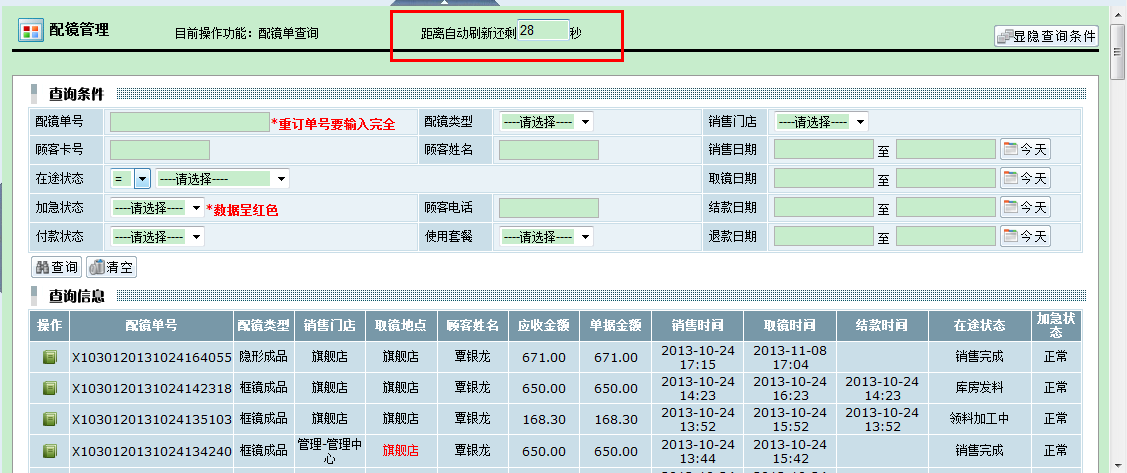 配镜管理 目前操作功能：配镜单查询 距离自动刷新还剩 28 秒 显隐查询条件
查询条件
配镜单号 *重订单号要输入完全 配镜类型 ----请选择---- 销售门店 ----请选择----
顾客卡号 顾客姓名 销售日期 至 今天
在途状态 = ----请选择---- 取镜日期 至 今天
加急状态 ----请选择---- *数据呈红色 顾客电话 结款日期 至 今天
付款状态 ----请选择---- 使用套餐 ----请选择---- 退款日期 至 今天
查询 清空
查询信息
操作 配镜单号 配镜类型 销售门店 取镜地点 顾客姓名 应收金额 单据金额 销售时间 取镜时间 结款时间 在途状态 加急状态
X1030120131024164055 隐形成品 旗舰店 旗舰店 覃银龙 671.00 671.00 2013-10-24 17:15 2013-11-08 17:04 销售完成 正常
X1030120131024142318 框镜成品 旗舰店 旗舰店 覃银龙 650.00 650.00 2013-10-24 14:23 2013-10-24 16:23 2013-10-24 14:23 库房发料 正常
X1030120131024135103 框镜成品 旗舰店 旗舰店 覃银龙 168.30 168.30 2013-10-24 13:52 2013-10-24 15:52 2013-10-24 13:52 领料加工中 正常
X1030120131024134240 框镜成品 管理-管理中心 旗舰店 覃银龙 650.00 650.00 2013-10-24 13:44 2013-10-24 15:42 销售完成 正常